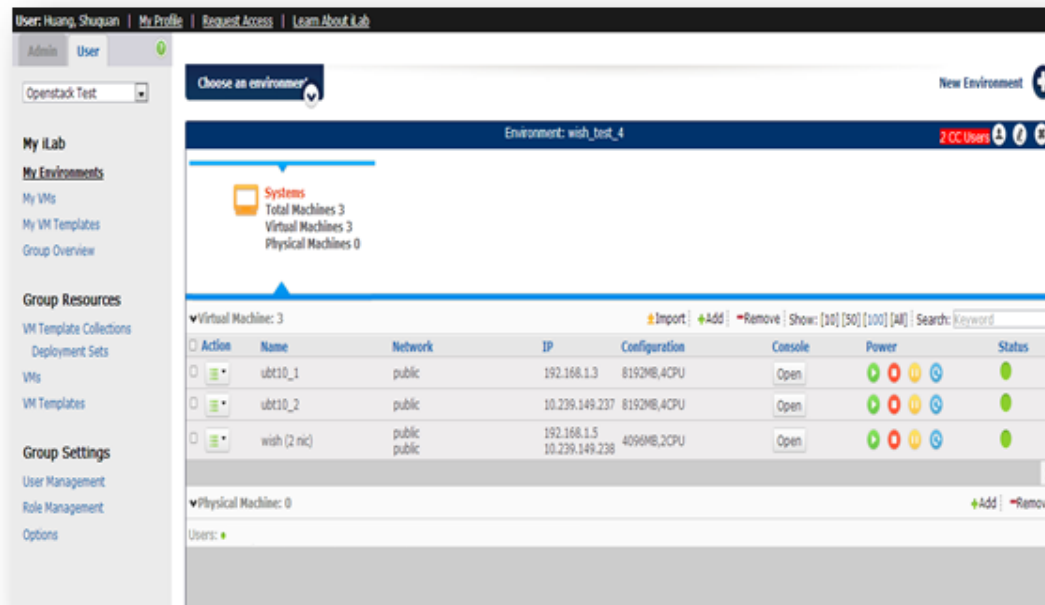 User: Huang, Shuquan | My Profile | Request Access | Learn About iLab
Admin User
Openstack Test
My iLab
My Environments
My VMs
My VM Templates
Group Overview
Group Resources
VM Template Collections
Deployment Sets
VMs
VM Templates
Group Settings
User Management
Role Management
Options
Choose an environment
New Environment
Environment: wish_test_4
2 CC Users
Systems
Total Machines 3
Virtual Machines 3
Physical Machines 0
Virtual Machine: 3 Import +Add Remove Show: [10] [50] [100] [All] Search: Keyword
Action Name Network IP Configuration Console Power Status
ubt10_1 public 192.168.1.3 8192MB,4CPU Open
ubt10_2 public 10.239.149.237 8192MB,4CPU Open
wish (2 nic) public 192.168.1.5 4096MB,2CPU Open
public 10.239.149.238
Physical Machine: 0 +Add Remov
Users: